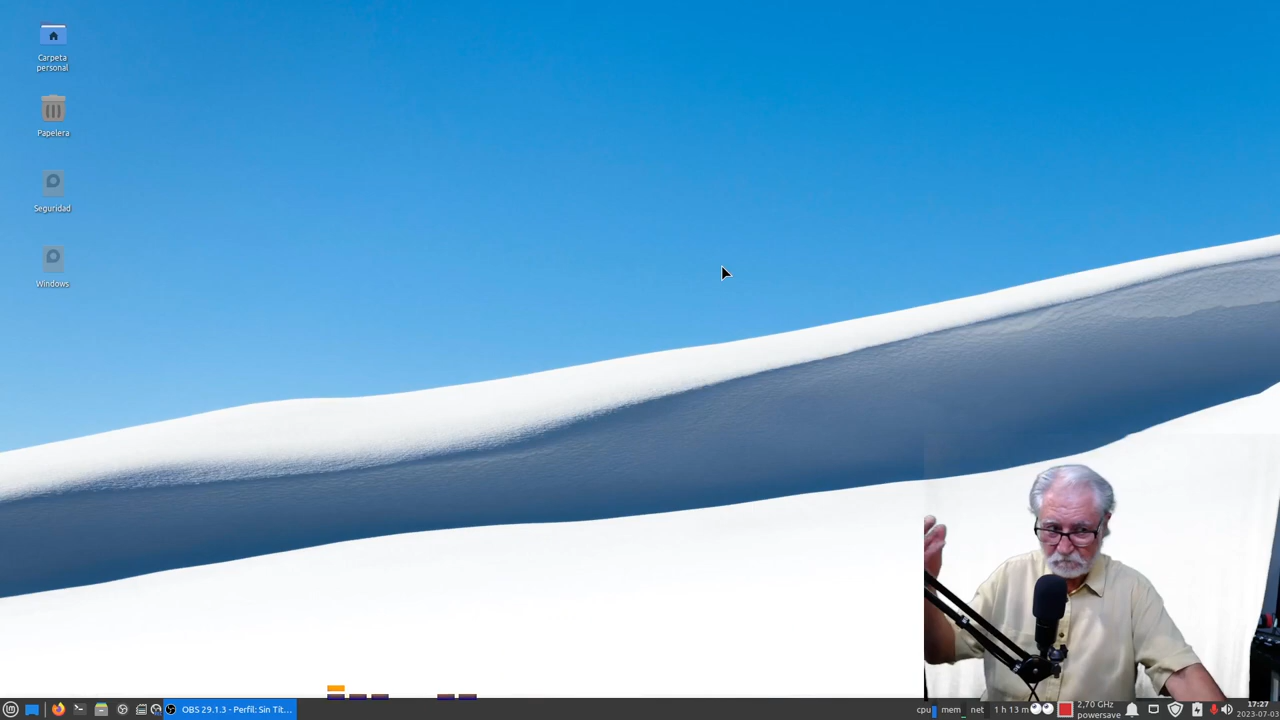 Carpeta
personal
Papelera
Seguridad
Windows
OBS 29.1.3 - Perfil: Sin Tít...
cpu
mem
net
1 h 13 m
2,70 GHz
powersave
17:27
2023-07-03